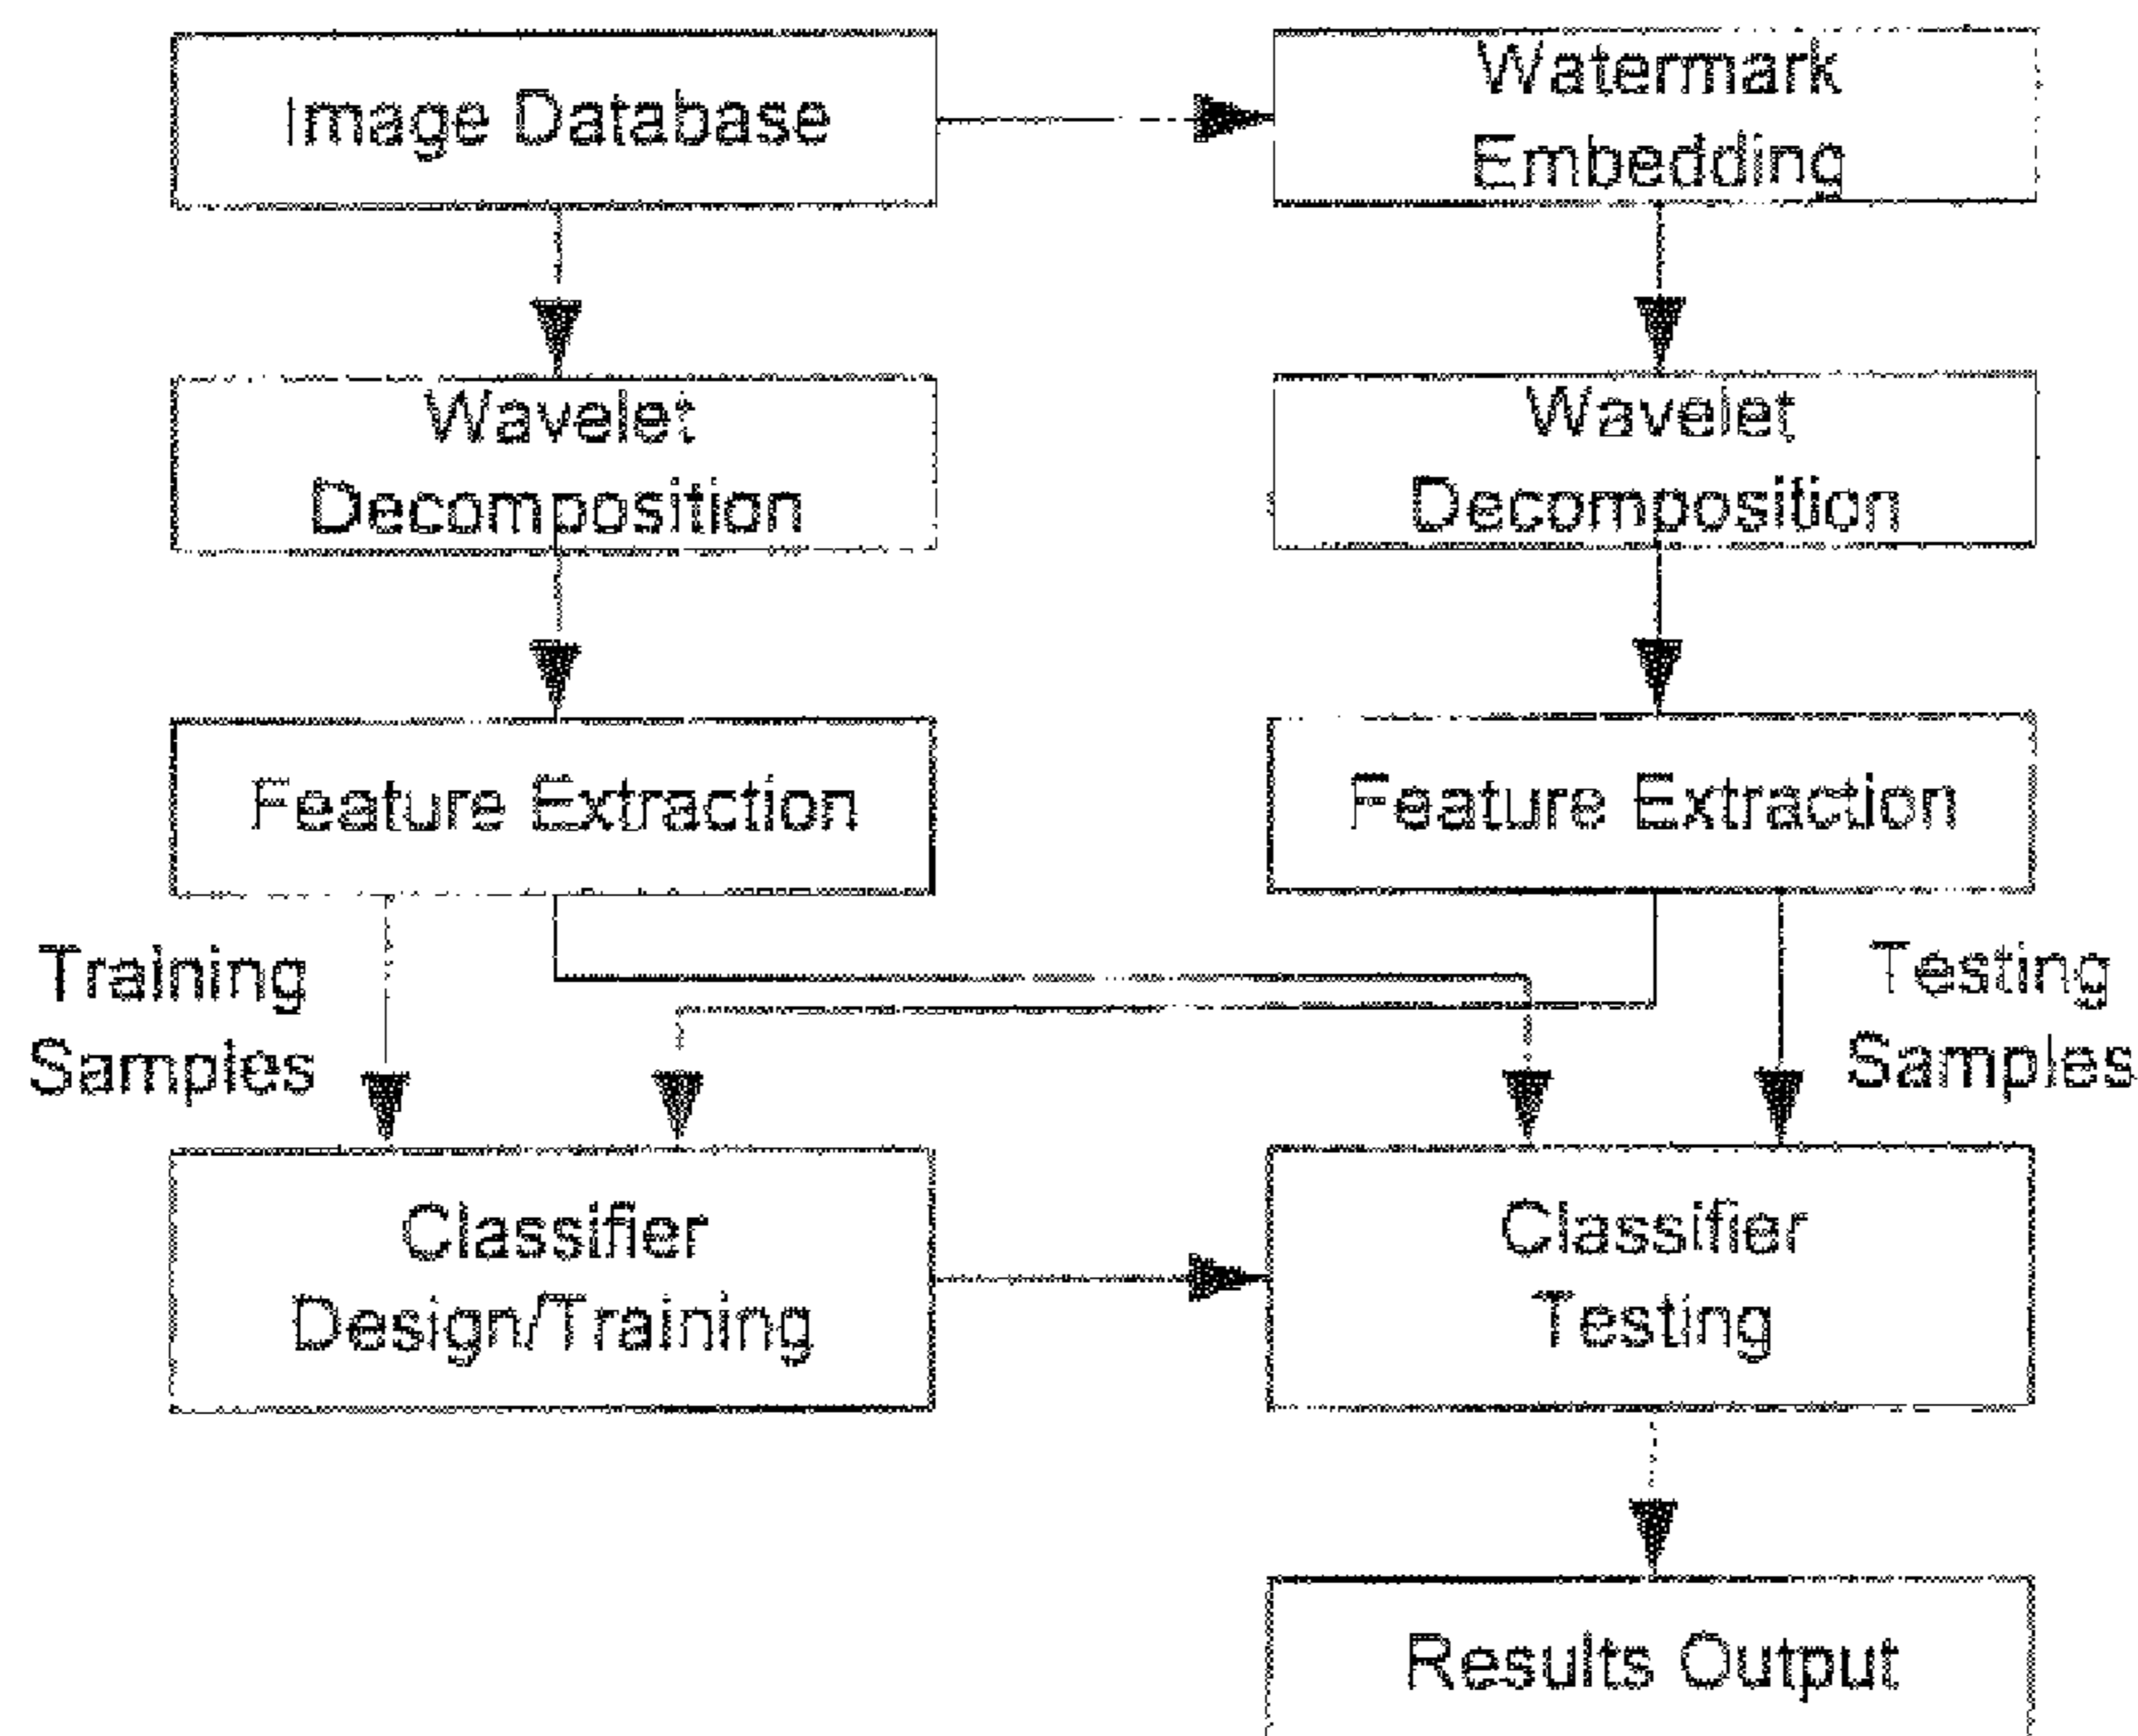 Image Database
Watermark
Embedding
Wavelet
Decomposition
Wavelet
Decomposition
Feature Extraction
Feature Extraction
Training
Samples
Testing
Samples
Classifier
Design/Training
Classifier
Testing
Results Output